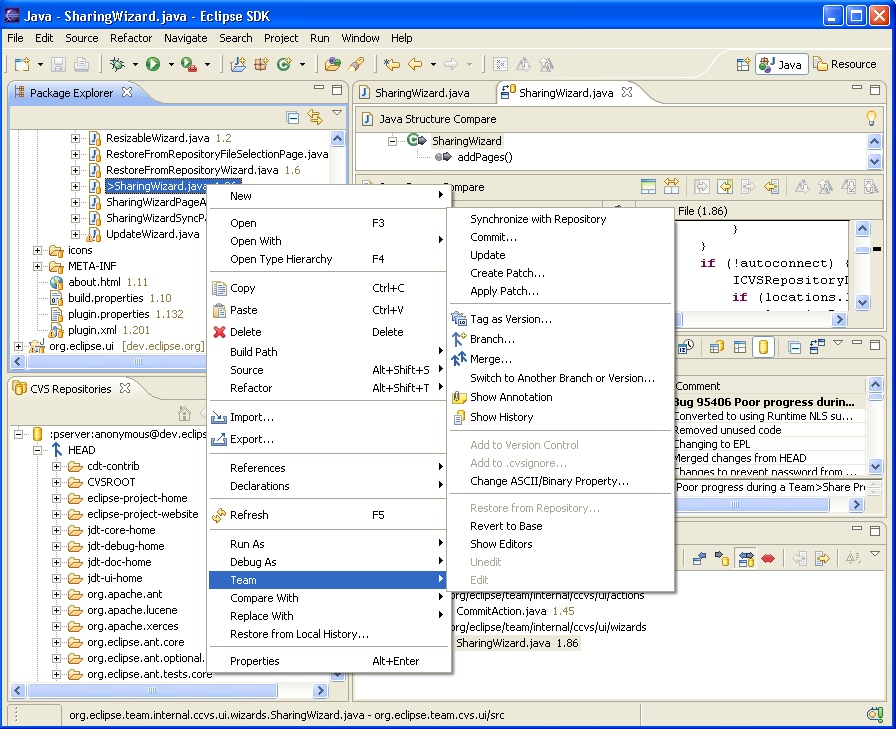 Java - SharingWizard.java - Eclipse SDK
File Edit Source Refactor Navigate Search Project Run Window Help
Java Resource
Package Explorer
ResizableWizard.java 1.2
RestoreFromRepositoryFileSelectionPage.java
RestoreFromRepositoryWizard.java 1.6
>SharingWizard.java
SharingWizardPageA
SharingWizardSyncPa
UpdateWizard.java
icons
META-INF
about.html 1.11
build.properties 1.10
plugin.properties 1.132
plugin.xml 1.201
org.eclipse.ui [dev.eclipse.org]
CVS Repositories
:pserver:anonymous@dev.eclips
HEAD
cdt-contrib
CVSROOT
eclipse-project-home
eclipse-project-website
jdt-core-home
jdt-debug-home
jdt-doc-home
jdt-ui-home
org.apache.ant
org.apache.lucene
org.apache.xerces
org.eclipse.ant.core
org.eclipse.ant.optional.
org.eclipse.ant.tests.core
New
Open F3
Open With
Open Type Hierarchy F4
Copy Ctrl+C
Paste Ctrl+V
Delete Delete
Build Path
Source Alt+Shift+S
Refactor Alt+Shift+T
Import...
Export...
References
Declarations
Refresh F5
Run As
Debug As
Team
Compare With
Replace With
Restore from Local History...
Properties Alt+Enter
Synchronize with Repository
Commit...
Update
Create Patch...
Apply Patch...
Tag as Version...
Branch...
Merge...
Switch to Another Branch or Version...
Show Annotation
Show History
Add to Version Control
Add to .cvsignore...
Change ASCII/Binary Property...
Restore from Repository...
Revert to Base
Show Editors
Unedit
Edit
SharingWizard.java
SharingWizard.java
Java Structure Compare
SharingWizard
addPages()
Compare
File (1.86)
}
}
if (!autoconnect) {
ICVSRepositoryL
if (locations.
Comment
Bug 95406 Poor progress durin...
Converted to using Runtime NLS su...
Removed unused code
Changing to EPL
Merged changes from HEAD
Changes to prevent password from ...
Poor progress during a Team>Share Pr
org/eclipse/team/internal/ccvs/ui/actions
CommitAction.java 1.45
org/eclipse/team/internal/ccvs/ui/wizards
SharingWizard.java 1.86
org.eclipse.team.internal.ccvs.ui.wizards.SharingWizard.java - org.eclipse.team.cvs.ui/src